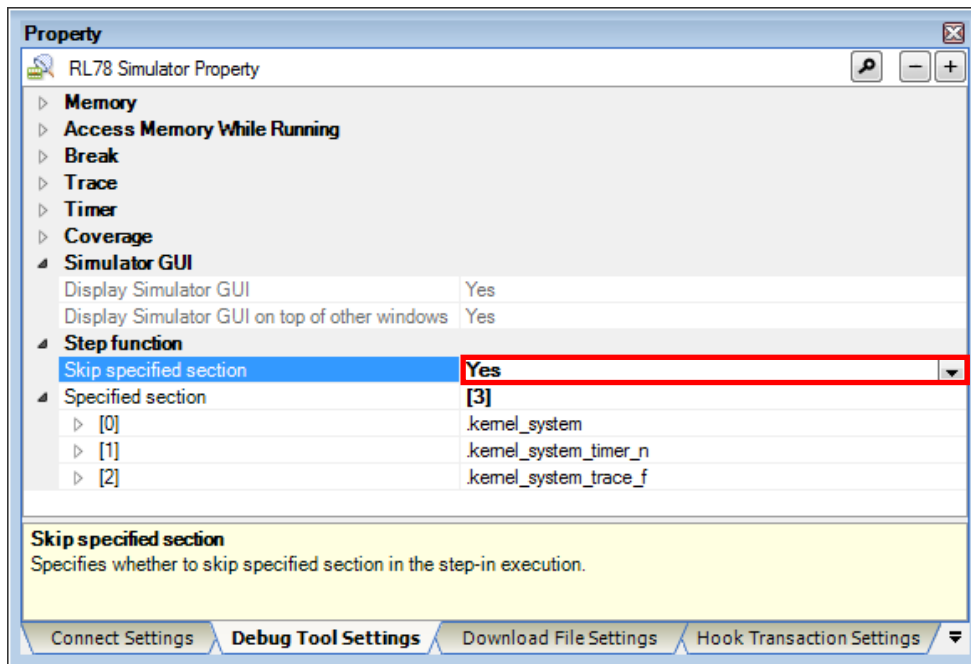 Property
RL78 Simulator Property
Memory
Access Memory While Running
Break
Trace
Timer
Coverage
Simulator GUI
Display Simulator GUI Yes
Display Simulator GUI on top of other windows Yes
Step function
Skip specified section Yes
Specified section [3]
[0] .kernel_system
[1] .kernel_system_timer_n
[2] .kernel_system_trace_f
Skip specified section
Specifies whether to skip specified section in the step-in execution.
Connect Settings Debug Tool Settings Download File Settings Hook Transaction Settings